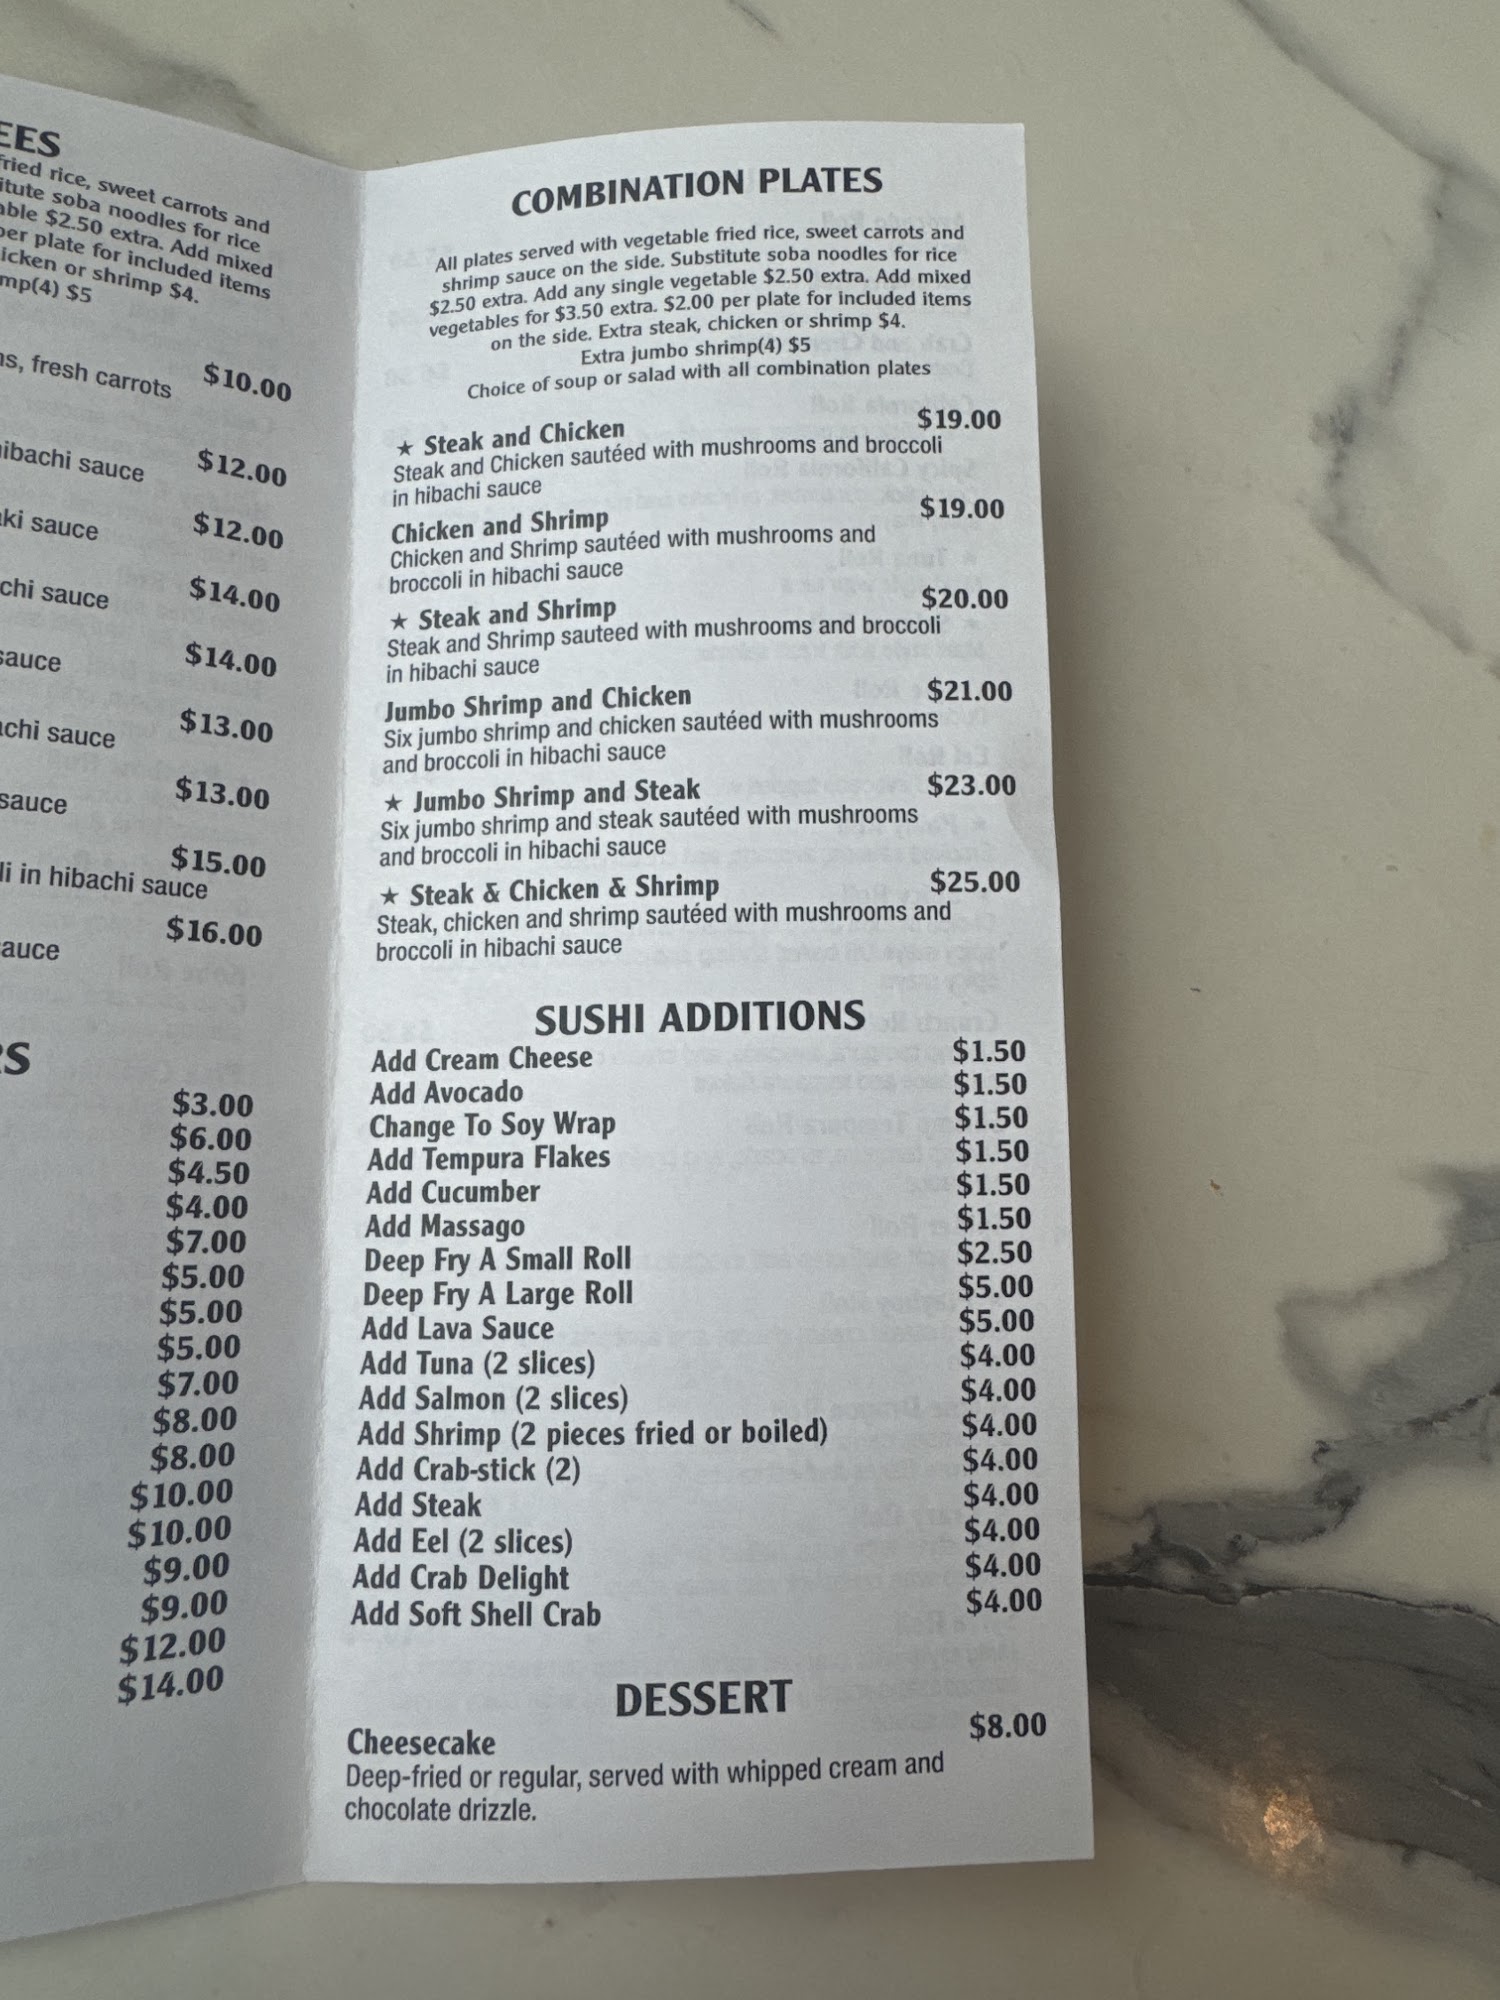 EES
fried rice, sweet carrots and
itute soba noodles for rice
able $2.50 extra. Add mixed
per plate for included items
icken or shrimp $4.
mp(4) $5
ns, fresh carrots $10.00
hibachi sauce $12.00
ki sauce $12.00
chi sauce $14.00
sauce $14.00
achi sauce $13.00
sauce $13.00
$15.00
li in hibachi sauce
$16.00
auce
RS
$3.00
$6.00
$4.50
$4.00
$7.00
$5.00
$5.00
$5.00
$7.00
$8.00
$8.00
$10.00
$10.00
$9.00
$9.00
$12.00
$14.00
COMBINATION PLATES
All plates served with vegetable fried rice, sweet carrots and
shrimp sauce on the side. Substitute soba noodles for rice
$2.50 extra. Add any single vegetable $2.50 extra. Add mixed
vegetables for $3.50 extra. $2.00 per plate for included items
on the side. Extra steak, chicken or shrimp $4.
Extra jumbo shrimp(4) $5
Choice of soup or salad with all combination plates
★ Steak and Chicken $19.00
Steak and Chicken sautéed with mushrooms and broccoli
in hibachi sauce
Chicken and Shrimp $19.00
Chicken and Shrimp sautéed with mushrooms and
broccoli in hibachi sauce
★ Steak and Shrimp $20.00
Steak and Shrimp sauteed with mushrooms and broccoli
in hibachi sauce
Jumbo Shrimp and Chicken $21.00
Six jumbo shrimp and chicken sautéed with mushrooms
and broccoli in hibachi sauce
★ Jumbo Shrimp and Steak $23.00
Six jumbo shrimp and steak sautéed with mushrooms
and broccoli in hibachi sauce
★ Steak & Chicken & Shrimp $25.00
Steak, chicken and shrimp sautéed with mushrooms and
broccoli in hibachi sauce
SUSHI ADDITIONS
Add Cream Cheese $1.50
Add Avocado $1.50
Change To Soy Wrap $1.50
Add Tempura Flakes $1.50
Add Cucumber $1.50
Add Massago $1.50
Deep Fry A Small Roll $2.50
Deep Fry A Large Roll $5.00
Add Lava Sauce $5.00
Add Tuna (2 slices) $4.00
Add Salmon (2 slices) $4.00
Add Shrimp (2 pieces fried or boiled) $4.00
Add Crab-stick (2) $4.00
Add Steak $4.00
Add Eel (2 slices) $4.00
Add Crab Delight $4.00
Add Soft Shell Crab $4.00
DESSERT
Cheesecake $8.00
Deep-fried or regular, served with whipped cream and
chocolate drizzle.